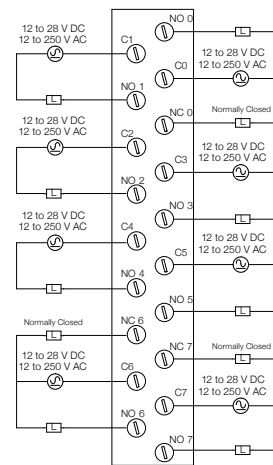 NO 0
L
12 to 28 V DC
12 to 250 V AC
C1
12 to 28 V DC
12 to 250 V AC
C0
NO 1
L
NC 0
Normally Closed
L
12 to 28 V DC
12 to 250 V AC
C2
12 to 28 V DC
12 to 250 V AC
C3
NO 2
L
NO 3
L
12 to 28 V DC
12 to 250 V AC
C4
12 to 28 V DC
12 to 250 V AC
C5
NO 4
L
NO 5
L
Normally Closed
L
NC 6
NC 7
Normally Closed
L
12 to 28 V DC
12 to 250 V AC
C6
12 to 28 V DC
12 to 250 V AC
C7
NO 6
L
NO 7
L